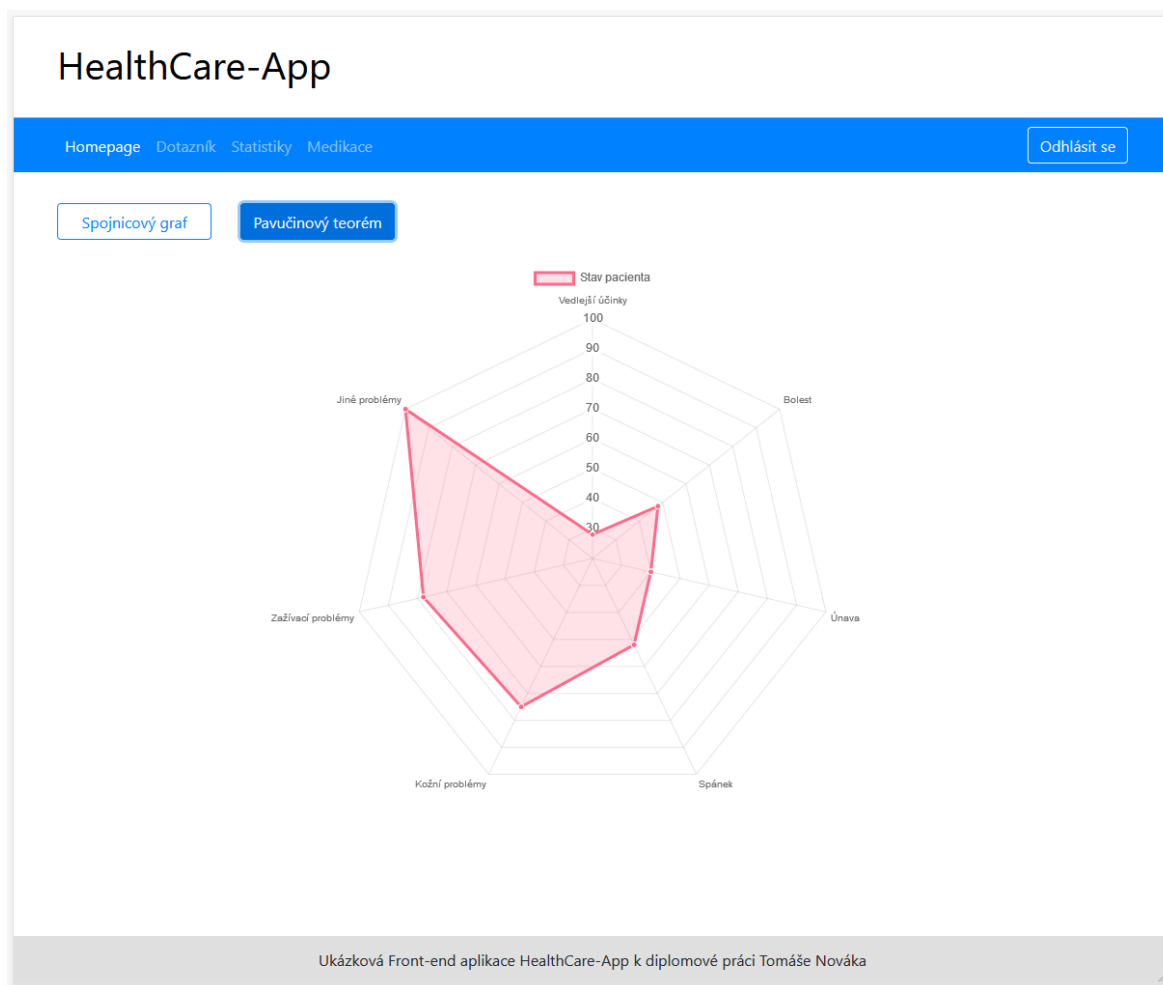 HealthCare-App
Homepage Dotazník Statistiky Medikace Odhlásit se
Spojnicový graf Pavučinový teorém
Stav pacienta
Vedlejší účinky
100
90
80
70
60
50
40
30
Jiné problémy
Bolest
Zažívací problémy
Únava
Kožní problémy
Spánek
Ukázková Front-end aplikace HealthCare-App k diplomové práci Tomáše Nováka